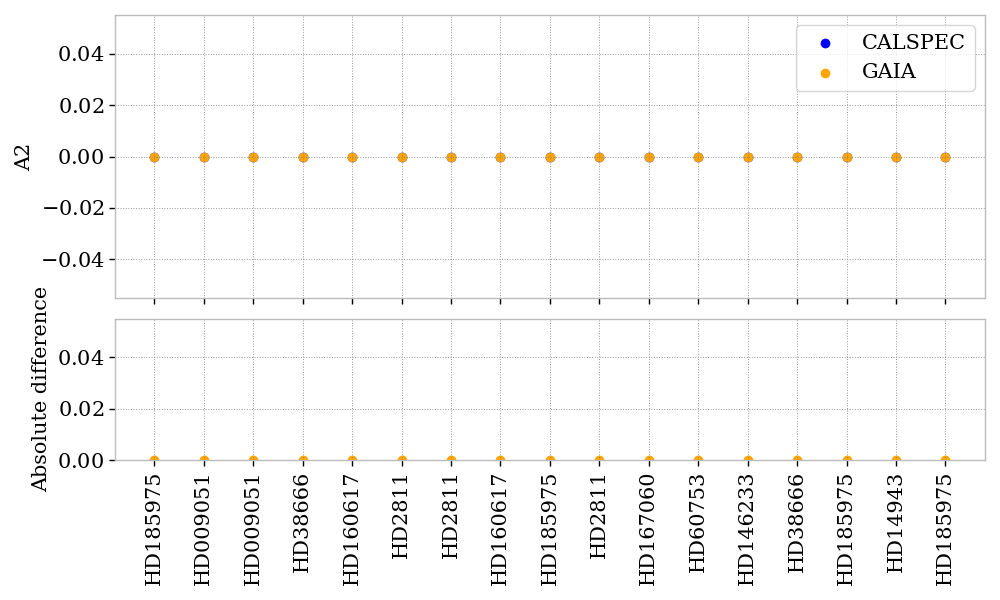 CALSPEC
GAIA
A2
0.04
0.02
0.00
−0.02
−0.04
Absolute difference
0.04
0.02
0.00
HD185975
HD009051
HD009051
HD38666
HD160617
HD2811
HD2811
HD160617
HD185975
HD2811
HD167060
HD60753
HD146233
HD38666
HD185975
HD14943
HD185975